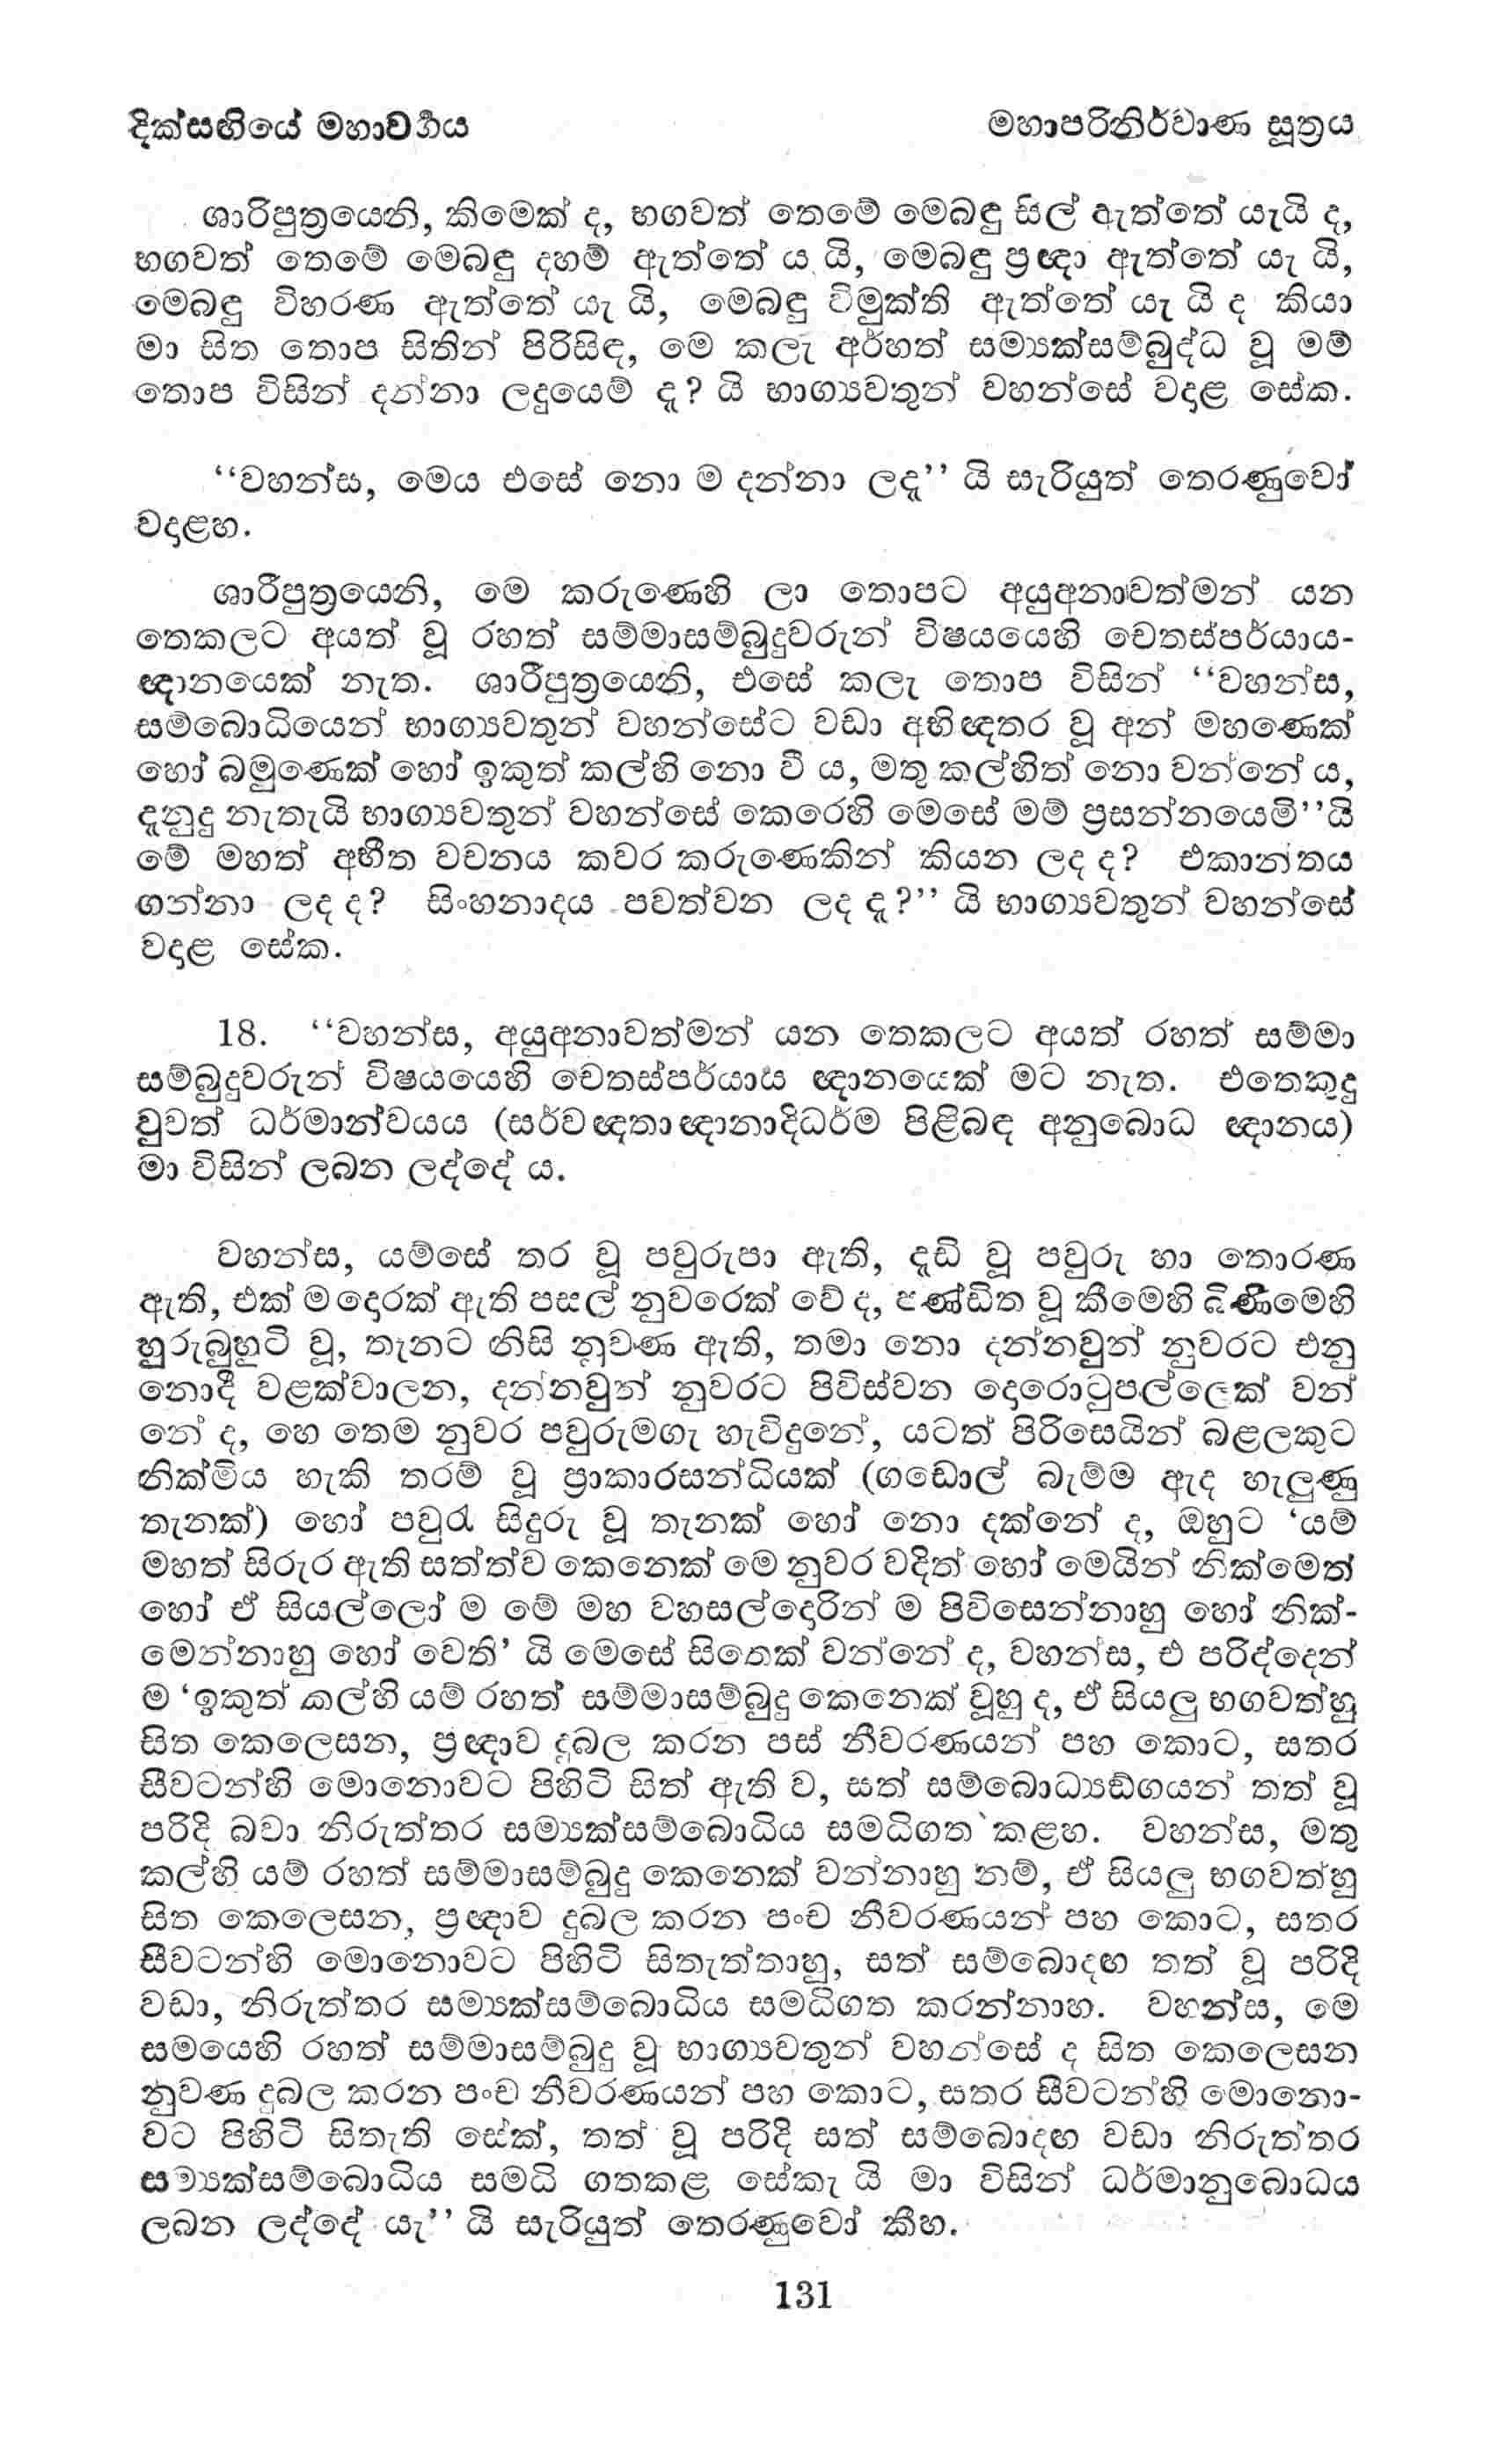 දික්සඟියේ මහාවර්‍ගය
මහාපරිනිර්වාණ සූත්‍රය
ශාරිපුත්‍රයෙනි, කිමෙක් ද, භගවත් තෙමේ මෙබඳු සිල් ඇත්තේ යැයි ද,
භගවත් තෙමේ මෙබඳු දහම් ඇත්තේ ය යි, මෙබඳු ප්‍රඥා ඇත්තේ යැ යි,
මෙබඳු විහරණ ඇත්තේ යැ යි, මෙබඳු විමුක්ති ඇත්තේ යැ යි ද කියා
මා සිත තොප සිතින් පිරිසිඳ, මෙ කලැ අර්හත් සම්‍යක්සම්බුද්ධ වූ මම්
තොප විසින් දන්නා ලදුයෙම් දැ? යි භාග්‍යවතුන් වහන්සේ වදළ සේක.
“වහන්ස, මෙය එසේ නො ම දන්නා ලදැ” යි සැරියුත් තෙරණුවෝ
වදළහ.
ශාරීපුත්‍රයෙනි, මෙ කරුණෙහි ලා තොපට අයුඅනාවත්මන් යන
තෙකලට අයත් වූ රහත් සම්මාසම්බුදුවරුන් විෂයයෙහි චෙතස්පර්යාය-
ඥානයෙක් නැත. ශාරීපුත්‍රයෙනි, එසේ කලැ තොප විසින් “වහන්ස,
සම්බොධියෙන් භාග්‍යවතුන් වහන්සේට වඩා අභිඥතර වූ අන් මහණෙක්
හෝ බමුණෙක් හෝ ඉකුත් කල්හි නො වී ය, මතු කල්හිත් නො වන්නේ ය,
දැනුදු නැතැයි භාග්‍යවතුන් වහන්සේ කෙරෙහි මෙසේ මම් ප්‍රසන්නයෙමි”යි
මේ මහත් අභීත වචනය කවර කරුණෙකින් කියන ලද ද? එකාන්තය
ගන්නා ලද ද? සිංහනාදය පවත්වන ලද දැ?” යි භාග්‍යවතුන් වහන්සේ
වදළ සේක.
18. “වහන්ස, අයුඅනාවත්මන් යන තෙකලට අයත් රහත් සම්මා
සම්බුදුවරුන් විෂයයෙහි චෙතස්පර්යාය ඥානයෙක් මට නැත. එතෙකුදු
වුවත් ධර්මාන්වයය (සර්වඥතාඥානාදිධර්ම පිළිබඳ අනුබොධ ඥානය)
මා විසින් ලබන ලද්දේ ය.
වහන්ස, යම්සේ තර වූ පවුරුපා ඇති, දැඩි වූ පවුරු හා තොරණ
ඇති, එක් ම දොරක් ඇති පසල් නුවරෙක් වේ ද, පණ්ඩිත වූ කීමෙහි බිණීමෙහි
හුරුබුහුටි වූ, තැනට නිසි නුවණ ඇති, තමා නො දන්නවුන් නුවරට එනු
නොදී වළක්වාලන, දන්නවුන් නුවරට පිවිස්වන දොරොටුපල්ලෙක් වන්
නේ ද, හෙ තෙම නුවර පවුරුමගැ හැවිදුනේ, යටත් පිරිසෙයින් බළලකුට
නික්මිය හැකි තරම් වූ ප්‍රාකාරසන්ධියක් (ගඩොල් බැම්ම ඇද හැලුණු
තැනක්) හෝ පවුරැ සිදුරු වූ තැනක් හෝ නො දක්නේ ද, ඔහුට ‘යම්
මහත් සිරුර ඇති සත්ත්ව කෙනෙක් මෙ නුවර වදිත් හෝ මෙයින් නික්මෙත්
හෝ ඒ සියල්ලෝ ම මේ මහ වහසල්දොරින් ම පිවිසෙන්නාහු හෝ නික්-
මෙන්නාහු හෝ වෙති’ යි මෙසේ සිතෙක් වන්නේ ද, වහන්ස, එ පරිද්දෙන්
ම ‘ඉකුත් කල්හි යම් රහත් සම්මාසම්බුදු කෙනෙක් වූහු ද, ඒ සියලු භගවත්හු
සිත කෙලෙසන, ප්‍රඥාව දුබල කරන පස් නීවරණයන් පහ කොට, සතර
සීවටන්හි මොනොවට පිහිටි සිත් ඇති ව, සත් සම්බොධ්‍යඞ්ගයන් තත් වූ
පරිදි බවා නිරුත්තර සම්‍යක්සම්බොධිය සමධිගත කළහ. වහන්ස, මතු
කල්හි යම් රහත් සම්මාසම්බුදු කෙනෙක් වන්නාහු නම්, ඒ සියලු භගවත්හු
සිත කෙලෙසන, ප්‍රඥාව දුබල කරන පංච නීවරණයන් පහ කොට, සතර
සීවටන්හි මොනොවට පිහිටි සිතැත්තාහු, සත් සම්බොදඟ තත් වූ පරිදි
වඩා, නිරුත්තර සම්‍යක්සම්බොධිය සමධිගත කරන්නාහ. වහන්ස, මෙ
සමයෙහි රහත් සම්මාසම්බුදු වූ භාග්‍යවතුන් වහන්සේ ද සිත කෙලෙසන
නුවණ දුබල කරන පංච නීවරණයන් පහ කොට, සතර සීවටන්හි මොනො-
වට පිහිටි සිතැති සේක්, තත් වූ පරිදි සත් සම්බොදඟ වඩා නිරුත්තර
සම්‍යක්සම්බොධිය සමධි ගතකළ සේකැ යි මා විසින් ධර්මානුබොධය
ලබන ලද්දේ යැ” යි සැරියුත් තෙරණුවෝ කීහ.
131